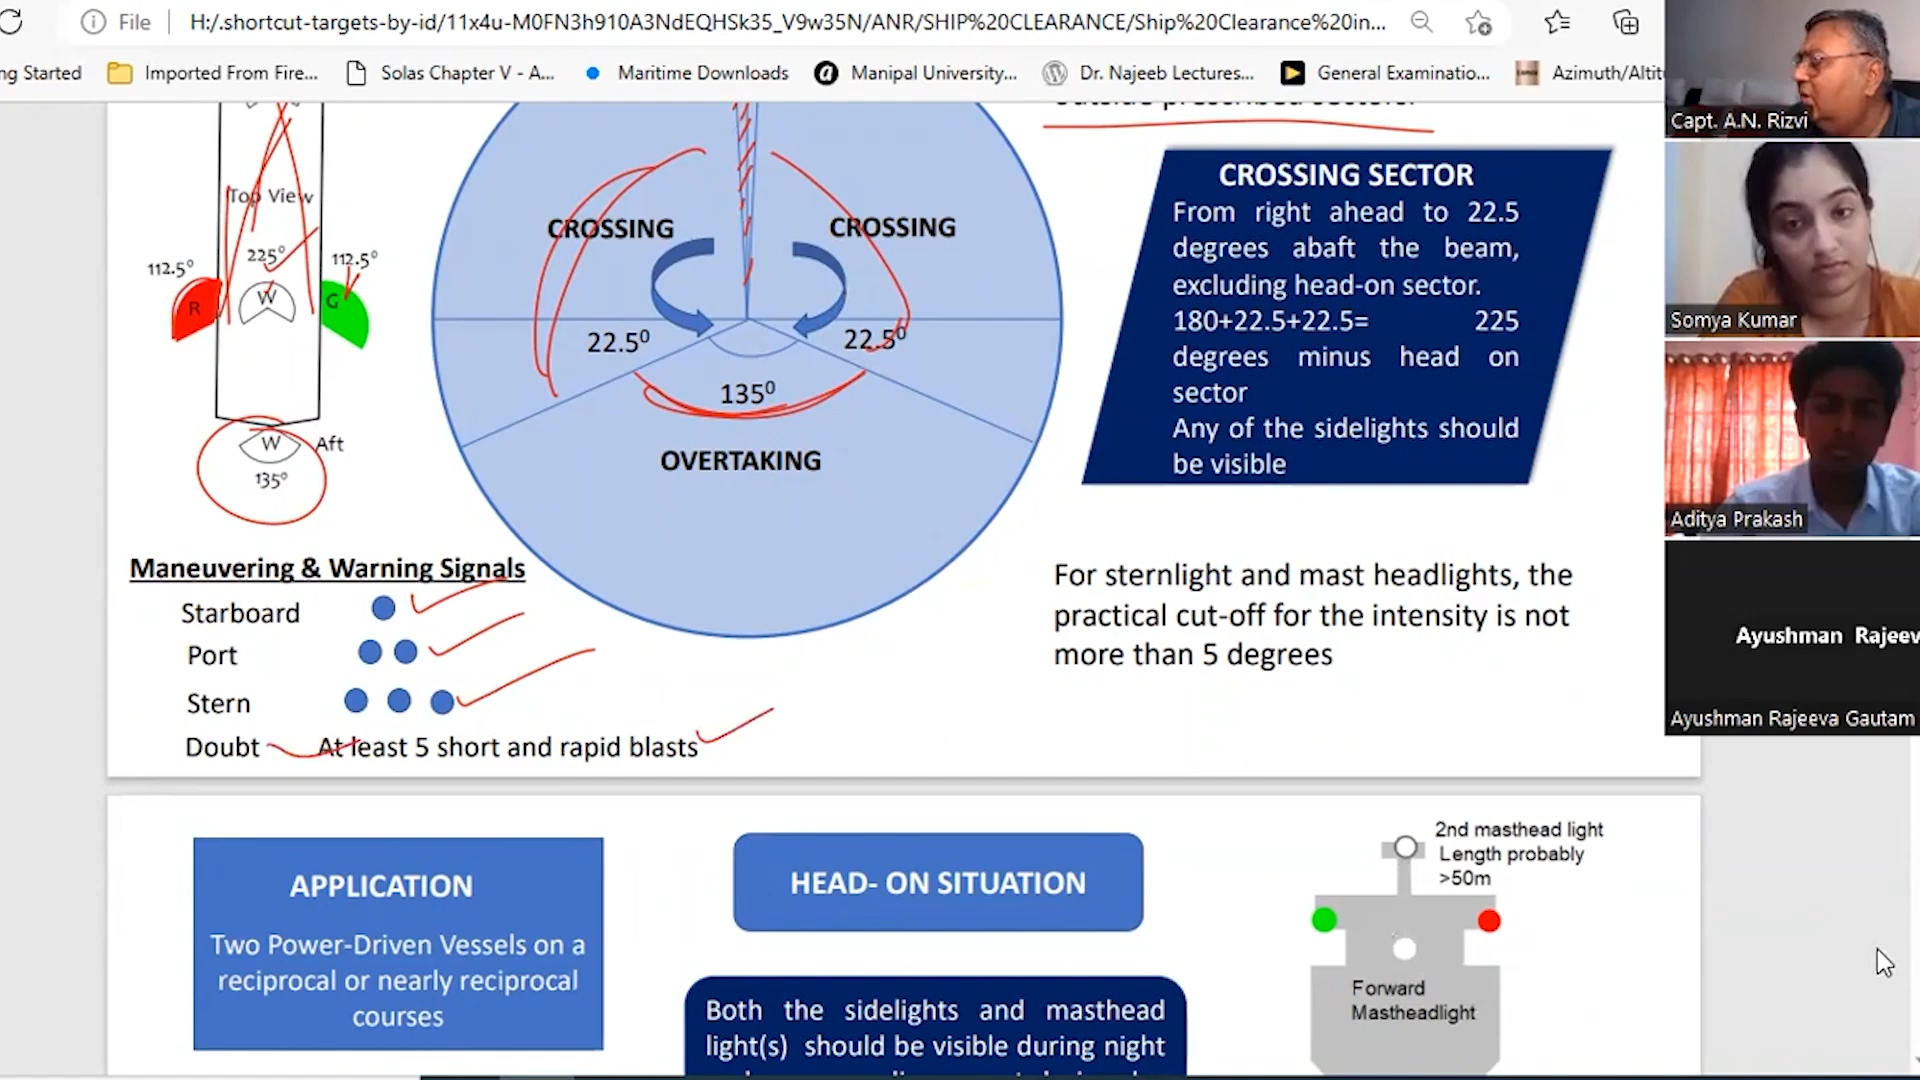 File
H:/.shortcut-targets-by-id/11x4u-M0FN3h910A3NdEQHSk35_V9w35N/ANR/SHIP%20CLEARANCE/Ship%20Clearance%20in...
ng Started
Imported From Fire...
Solas Chapter V - A...
Maritime Downloads
Manipal University...
Dr. Najeeb Lectures...
General Examinatio...
Azimuth/Altit
Capt. A.N. Rizvi
Somya Kumar
Aditya Prakash
Ayushman Rajeev
Ayushman Rajeeva Gautam
Top View
225⁰
112.5⁰
112.5⁰
R
W
G
W
Aft
135⁰
CROSSING
CROSSING
22.5⁰
22.5⁰
135⁰
OVERTAKING
CROSSING SECTOR
From right ahead to 22.5
degrees abaft the beam,
excluding head-on sector.
180+22.5+22.5= 225
degrees minus head on
sector
Any of the sidelights should
be visible
Maneuvering & Warning Signals
Starboard
Port
Stern
Doubt At least 5 short and rapid blasts
For sternlight and mast headlights, the
practical cut-off for the intensity is not
more than 5 degrees
APPLICATION
Two Power-Driven Vessels on a
reciprocal or nearly reciprocal
courses
HEAD- ON SITUATION
Both the sidelights and masthead
light(s) should be visible during night
2nd masthead light
Length probably
>50m
Forward
Mastheadlight